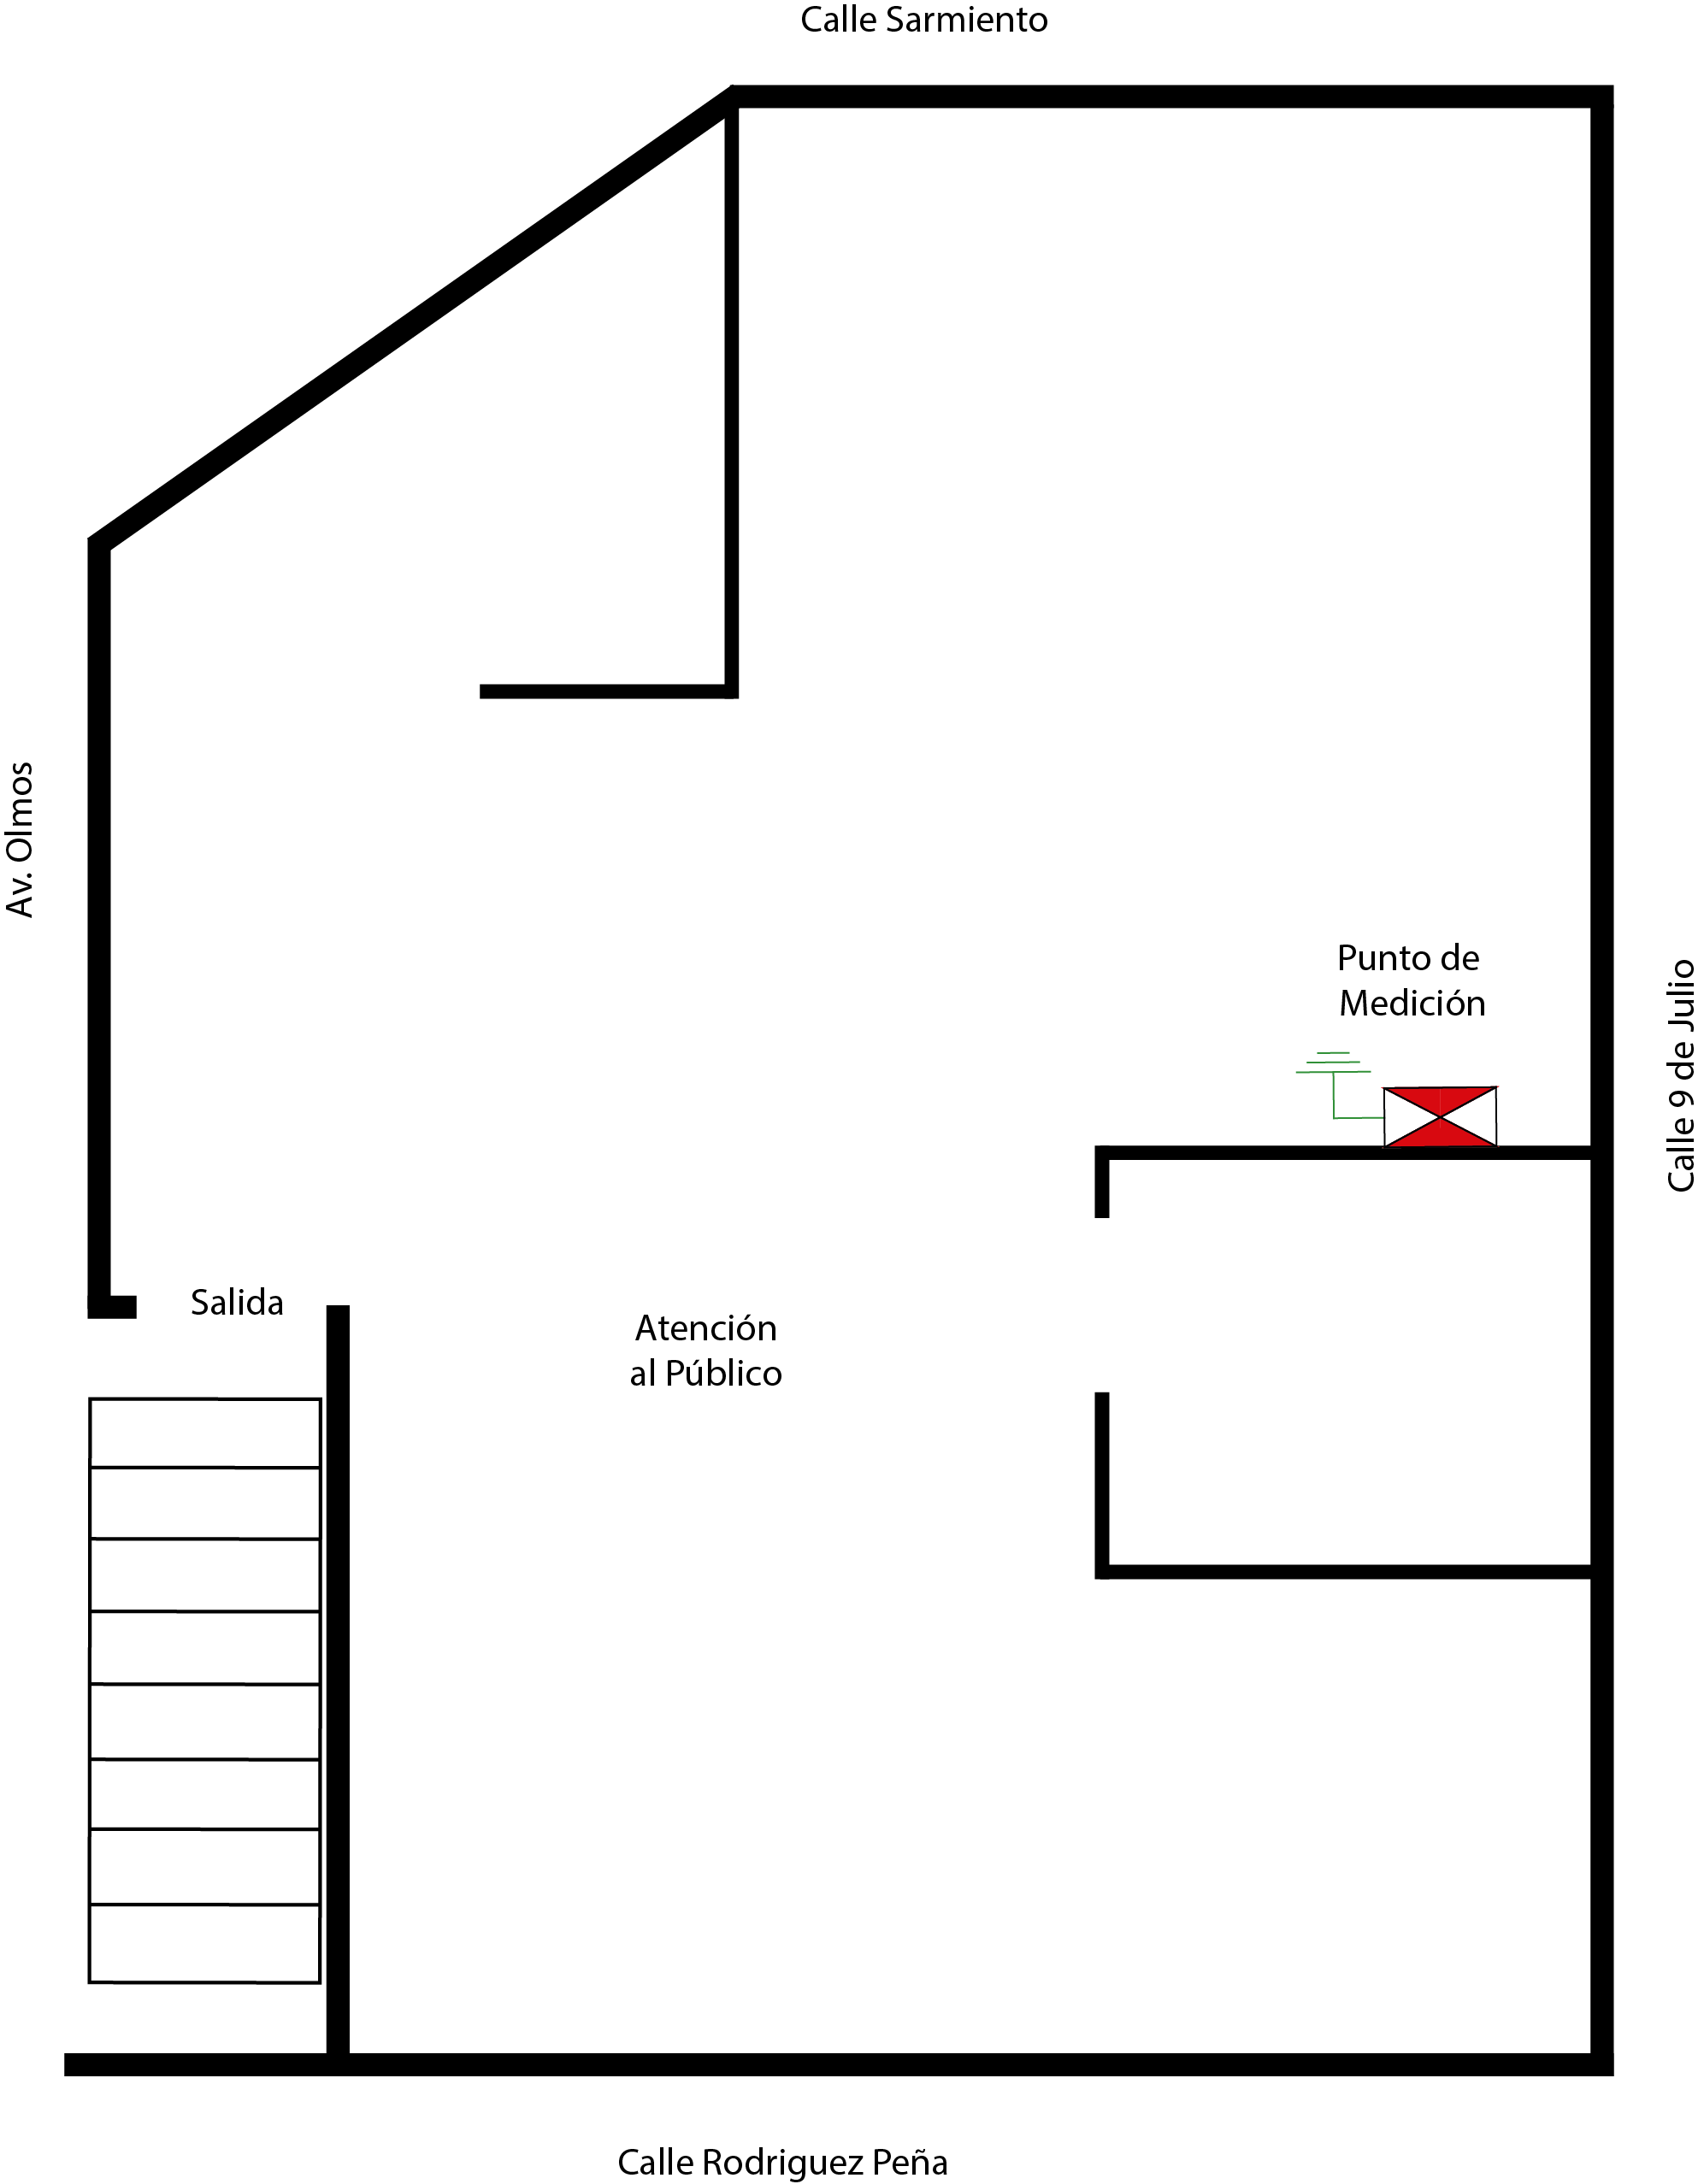 Calle Sarmiento
Av. Olmos
Punto de
Medición
Calle 9 de Julio
Salida
Atención
al Público
Calle Rodriguez Peña